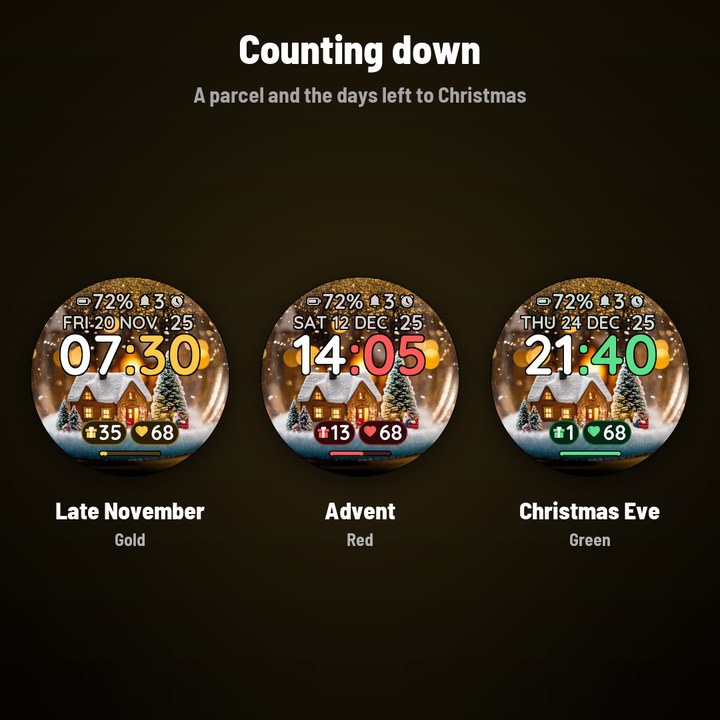 Counting down
A parcel and the days left to Christmas
72% 3
FRI 20 NOV :25
07:30
35 68
Late November
Gold
72% 3
SAT 12 DEC :25
14:05
13 68
Advent
Red
72% 3
THU 24 DEC :25
21:40
1 68
Christmas Eve
Green